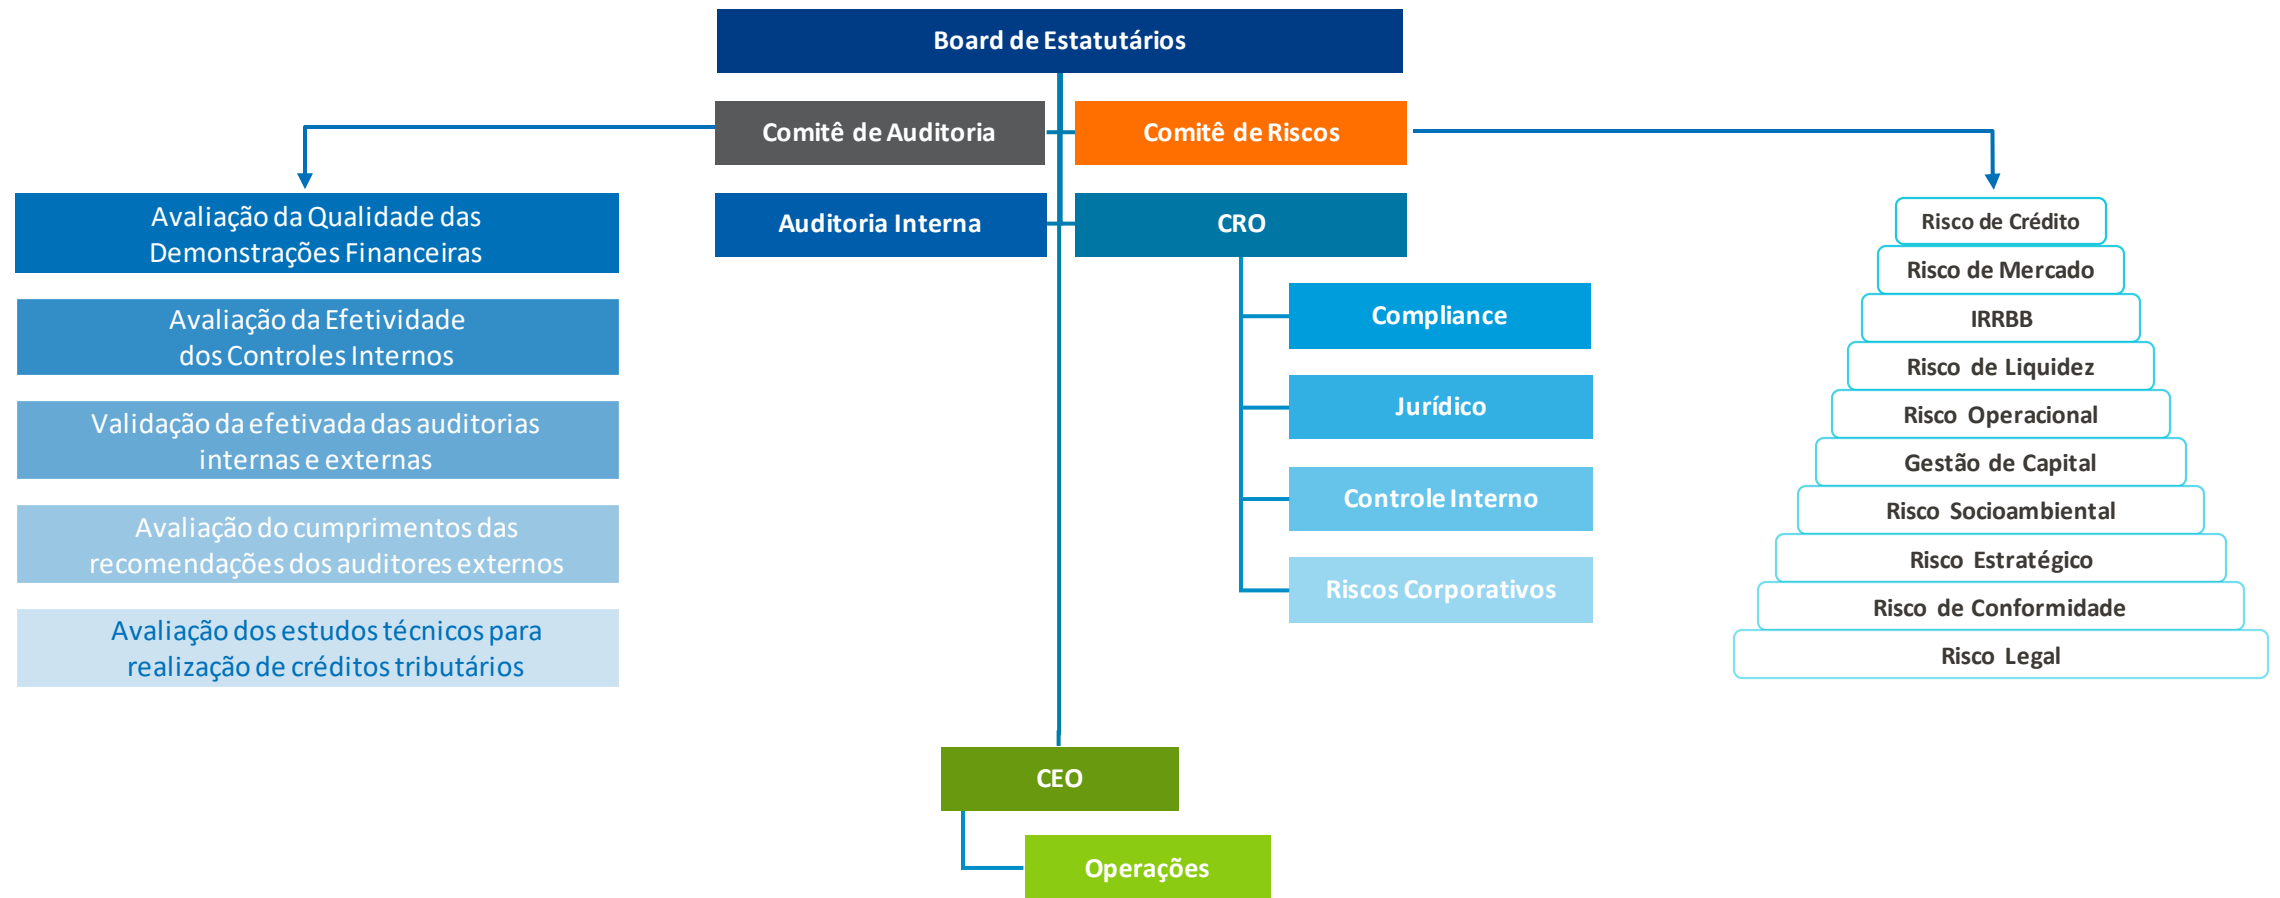 Board de Estatutários
Comitê de Auditoria
Comitê de Riscos
Auditoria Interna
CRO
Avaliação da Qualidade das
Demonstrações Financeiras
Avaliação da Efetividade
dos Controles Internos
Validação da efetivada das auditorias
internas e externas
Avaliação do cumprimentos das
recomendações dos auditores externos
Avaliação dos estudos técnicos para
realização de créditos tributários
Compliance
Jurídico
Controle Interno
Riscos Corporativos
Risco de Crédito
Risco de Mercado
IRRBB
Risco de Liquidez
Risco Operacional
Gestão de Capital
Risco Socioambiental
Risco Estratégico
Risco de Conformidade
Risco Legal
CEO
Operações